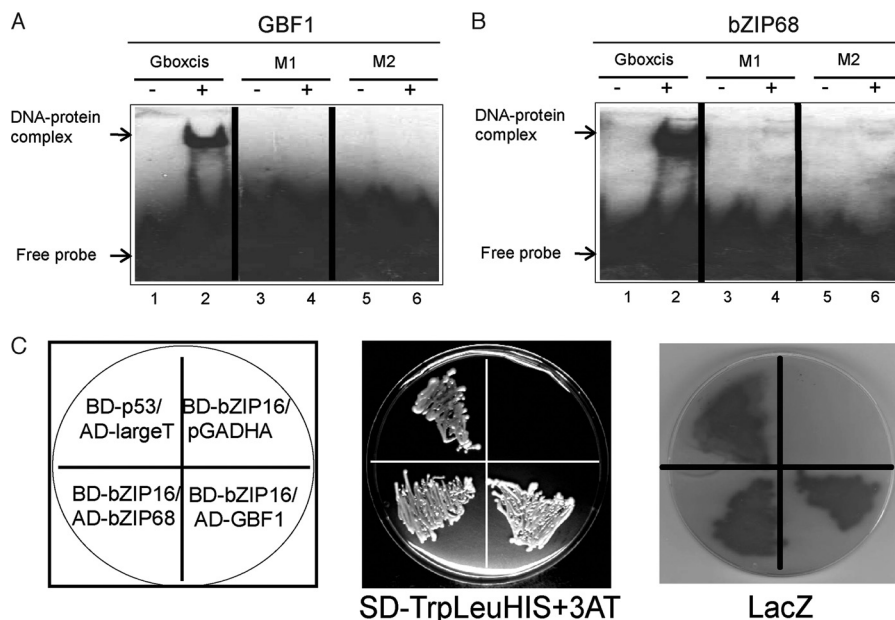 A
GBF1
Gboxcis M1 M2
- + - + - +
DNA-protein
complex
Free probe
1 2 3 4 5 6
B
bZIP68
Gboxcis M1 M2
- + - + - +
DNA-protein
complex
Free probe
1 2 3 4 5 6
C
BD-p53/
AD-largeT
BD-bZIP16/
pGADHA
BD-bZIP16/
AD-bZIP68
BD-bZIP16/
AD-GBF1
SD-TrpLeuHIS+3AT
LacZ